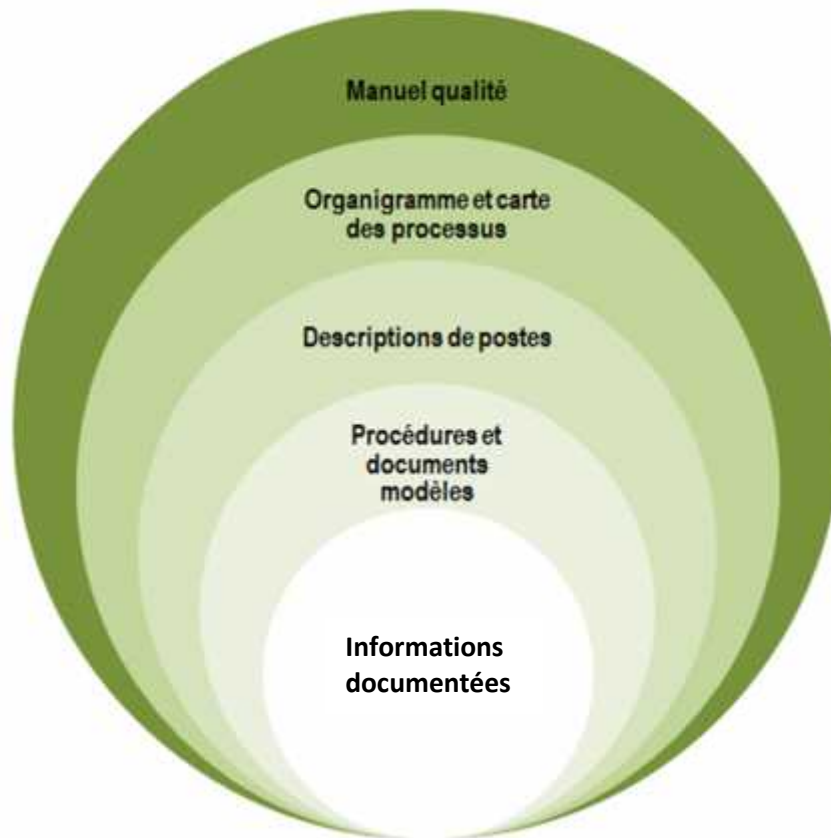 Manuel qualité
Organigramme et carte
des processus
Descriptions de postes
Procédures et
documents
modèles
Informations
documentées